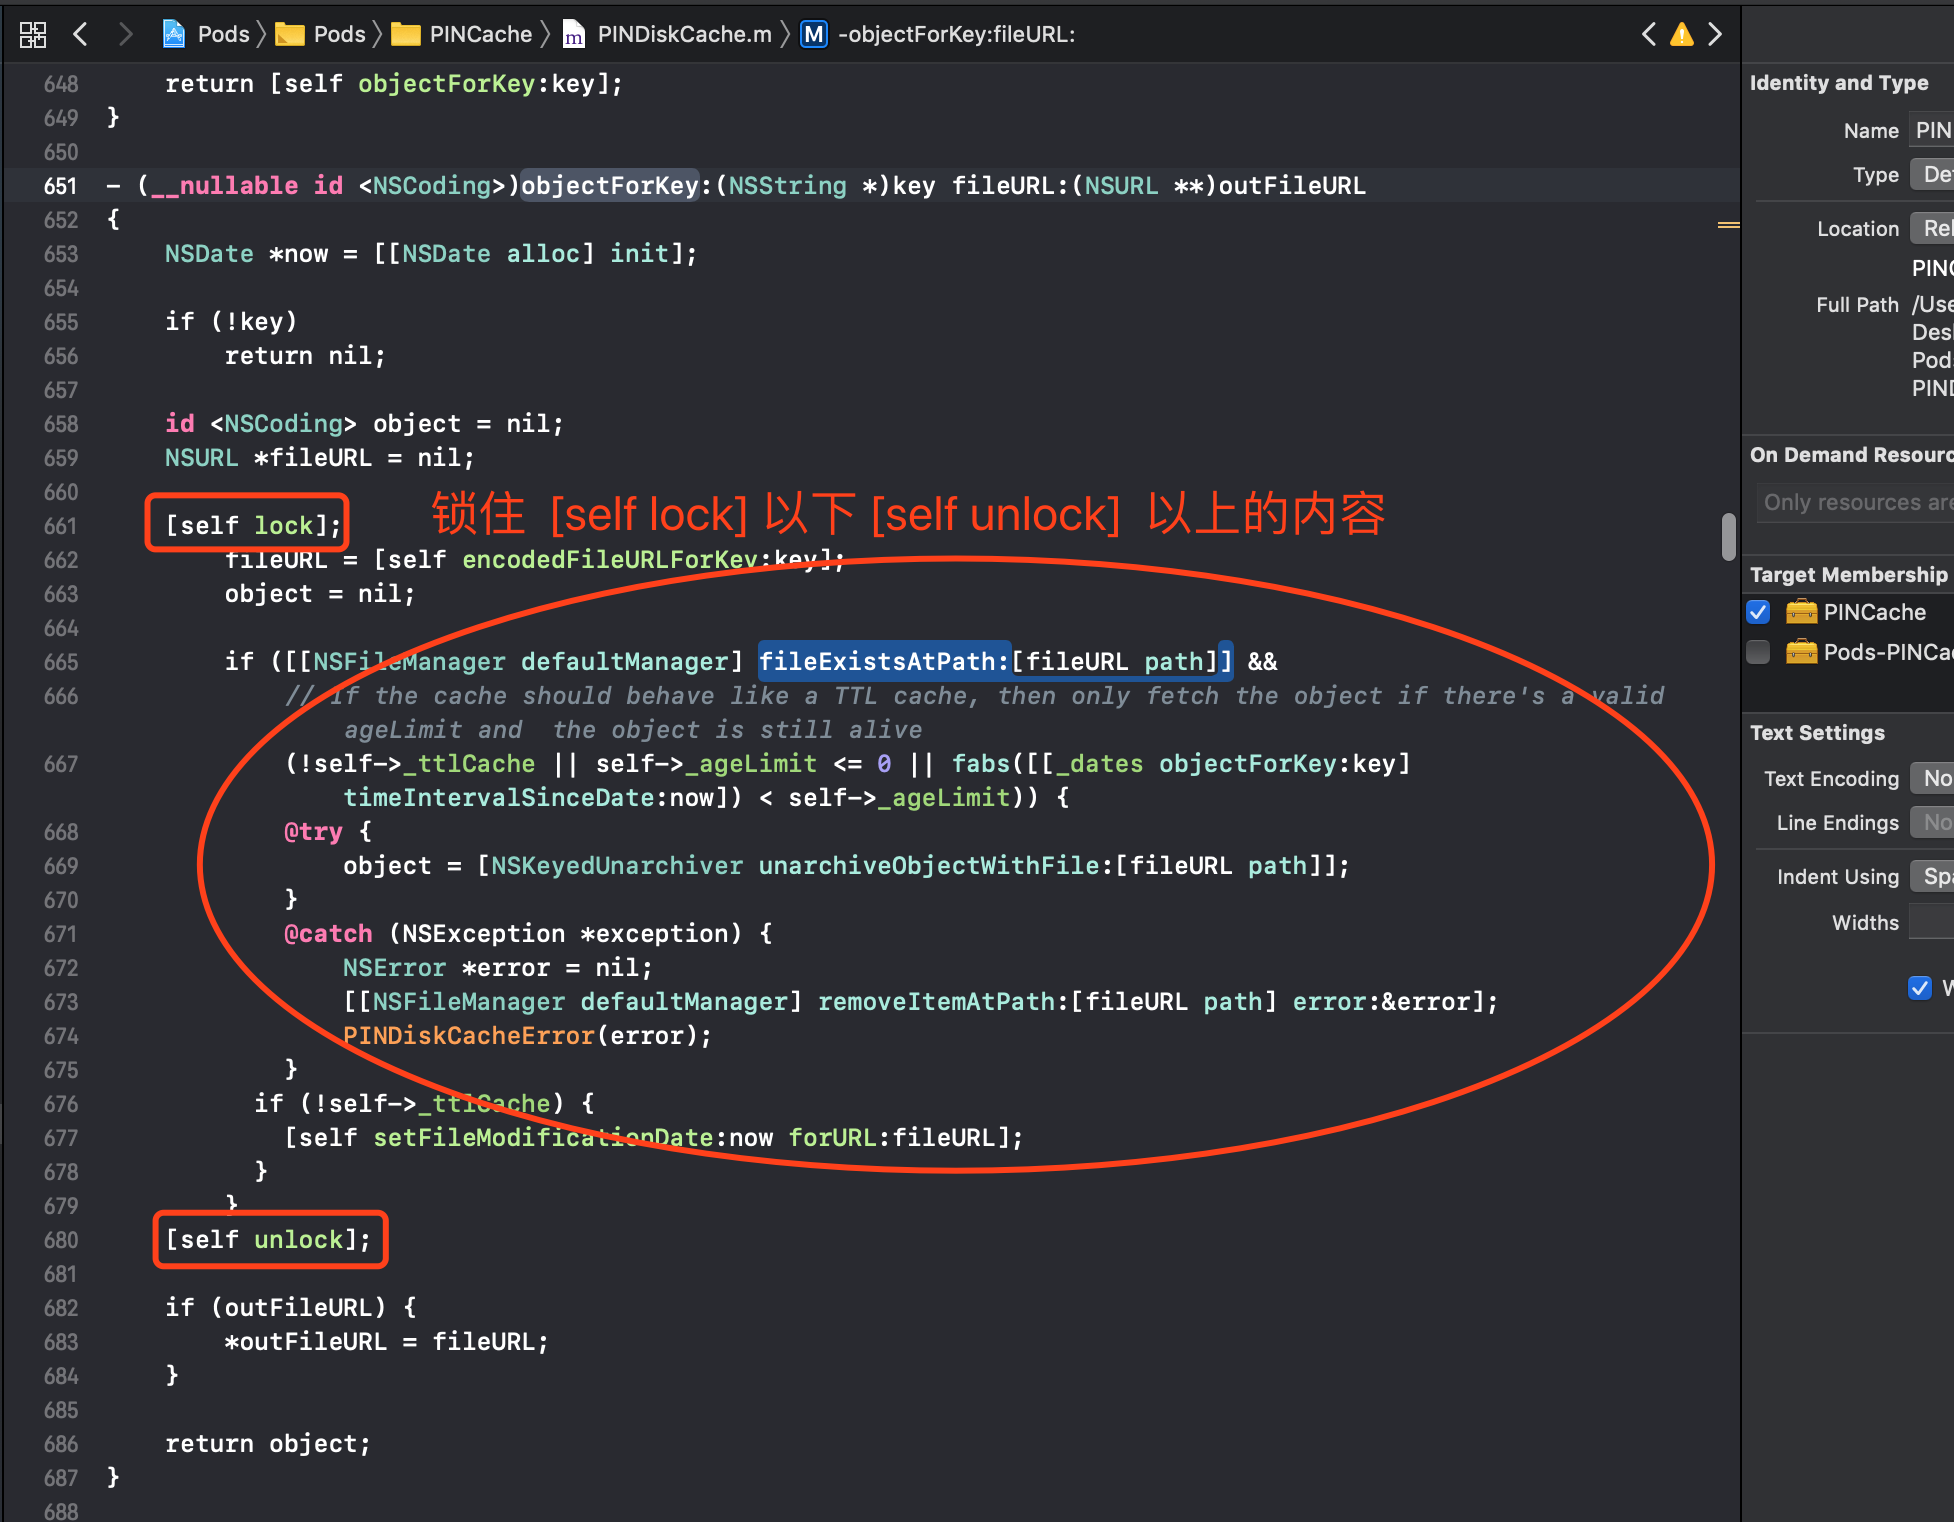 Pods 〉 Pods 〉 PINCache 〉 m PINDiskCache.m 〉 M -objectForKey:fileURL:
648 return [self objectForKey:key];
649 }
650
651 - (__nullable id <NSCoding>)objectForKey:(NSString *)key fileURL:(NSURL **)outFileURL
652 {
653 NSDate *now = [[NSDate alloc] init];
654
655 if (!key)
656 return nil;
657
658 id <NSCoding> object = nil;
659 NSURL *fileURL = nil;
660
锁住 [self lock] 以下 [self unlock] 以上的内容
661 [self lock];
662 fileURL = [self encodedFileURLForKey:key];
663 object = nil;
664
665 if ([[NSFileManager defaultManager] fileExistsAtPath:[fileURL path]] &&
666 // If the cache should behave like a TTL cache, then only fetch the object if there's a valid
ageLimit and  the object is still alive
667 (!self->_ttlCache || self->_ageLimit <= 0 || fabs([[_dates objectForKey:key]
timeIntervalSinceDate:now]) < self->_ageLimit)) {
668 @try {
669 object = [NSKeyedUnarchiver unarchiveObjectWithFile:[fileURL path]];
670 }
671 @catch (NSException *exception) {
672 NSError *error = nil;
673 [[NSFileManager defaultManager] removeItemAtPath:[fileURL path] error:&error];
674 PINDiskCacheError(error);
675 }
676 if (!self->_ttlCache) {
677 [self setFileModificationDate:now forURL:fileURL];
678 }
679 }
680 [self unlock];
681
682 if (outFileURL) {
683 *outFileURL = fileURL;
684 }
685
686 return object;
687 }
688
Identity and Type
Name PIN
Type De
Location Rel
PINC
Full Path /Use
Des
Pod
PIND
On Demand Resourc
Only resources are
Target Membership
PINCache
Pods-PINCac
Text Settings
Text Encoding No
Line Endings No
Indent Using Spa
Widths
W